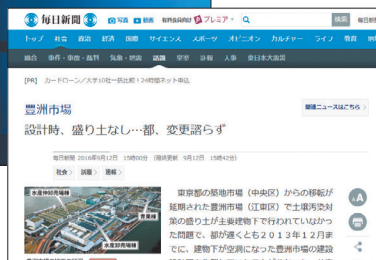 毎日新聞
写真 動画 有料会員向け プレミア
検索 毎日新
トップ 社会 政治 経済 国際 サイエンス スポーツ オピニオン カルチャー ライフ 教育
総合 事件・事故・裁判 気象・地震 話題 皇室 訃報 人事 東日本大震災
[PR] カードローン／大学10社一括比較！24時間ネット申込
豊洲市場
関連ニュースはこちら
設計時、盛り土なし…都、変更諮らず
毎日新聞 2016年9月12日 15時00分 (最終更新 9月12日 15時42分)
社会 話題 速報
水産仲卸売場棟
青果棟
水産卸売場棟
東京都の築地市場（中央区）からの移転が
延期された豊洲市場（江東区）で土壌汚染対
策の盛り土が主要建物下で行われていなかっ
た問題で、都が遅くとも２０１３年１２月ま
でに、建物下が空洞になった豊洲市場の建設
AA